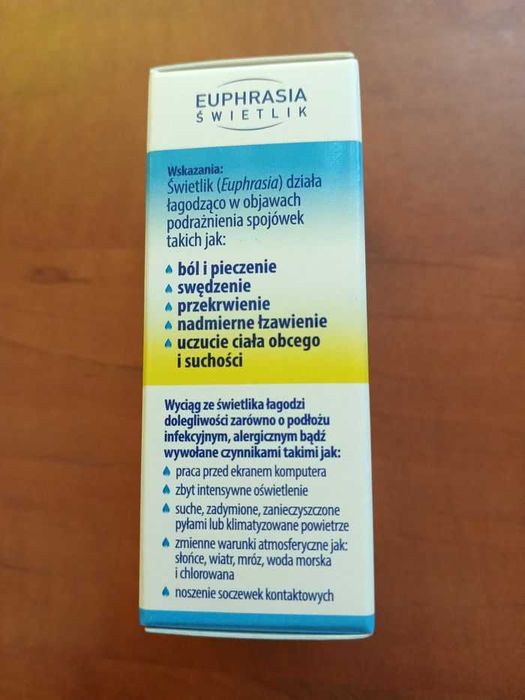 EUPHRASIA
ŚWIETLIK
Wskazania:
Świetlik (Euphrasia) działa
łagodząco w objawach
podrażnienia spojówek
takich jak:
ból i pieczenie
swędzenie
przekrwienie
nadmierne łzawienie
uczucie ciała obcego
i suchości
Wyciąg ze świetlika łagodzi
dolegliwości zarówno o podłożu
infekcyjnym, alergicznym bądź
wywołane czynnikami takimi jak:
praca przed ekranem komputera
zbyt intensywne oświetlenie
suche, zadymione, zanieczyszczone
pyłami lub klimatyzowane powietrze
zmienne warunki atmosferyczne jak:
słońce, wiatr, mróz, woda morska
i chlorowana
noszenie soczewek kontaktowych